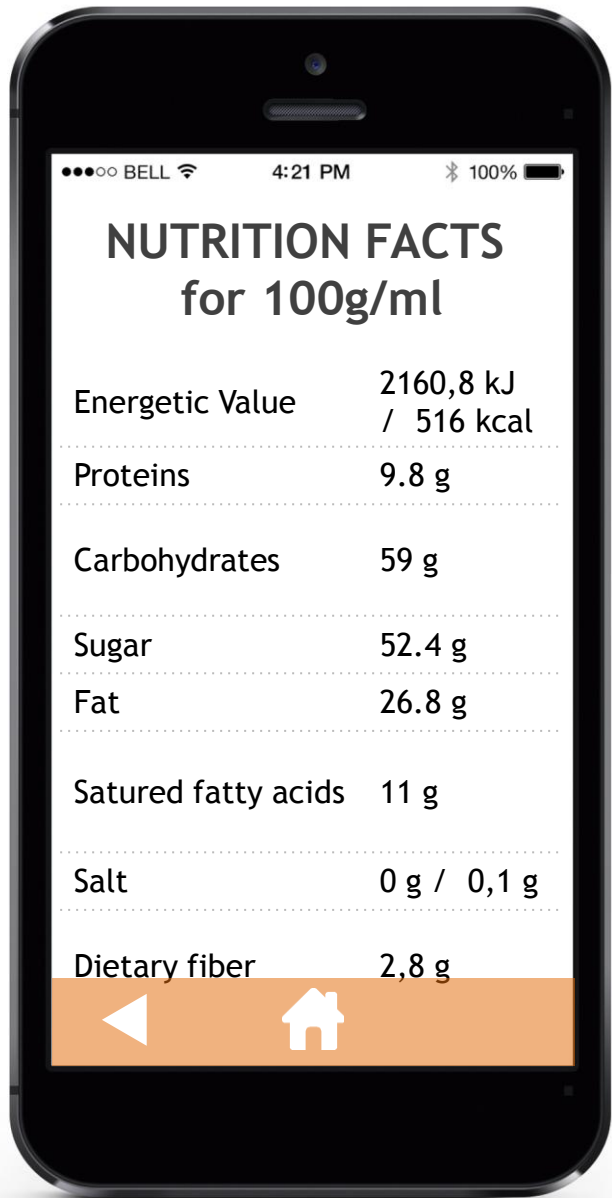 ●●●○○ BELL 4:21 PM 100%
NUTRITION FACTS
for 100g/ml
Energetic Value 2160,8 kJ
/ 516 kcal
Proteins 9.8 g
Carbohydrates 59 g
Sugar 52.4 g
Fat 26.8 g
Satured fatty acids 11 g
Salt 0 g / 0,1 g
Dietary fiber 2,8 g